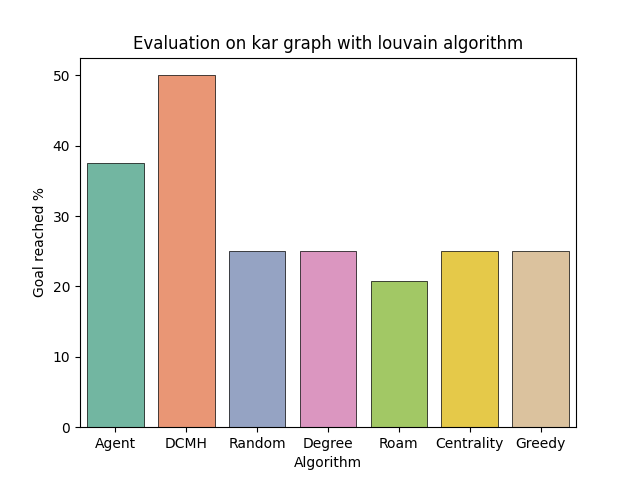 Evaluation on kar graph with louvain algorithm
Goal reached %
50
40
30
20
10
0
Agent DCMH Random Degree Roam Centrality Greedy
Algorithm